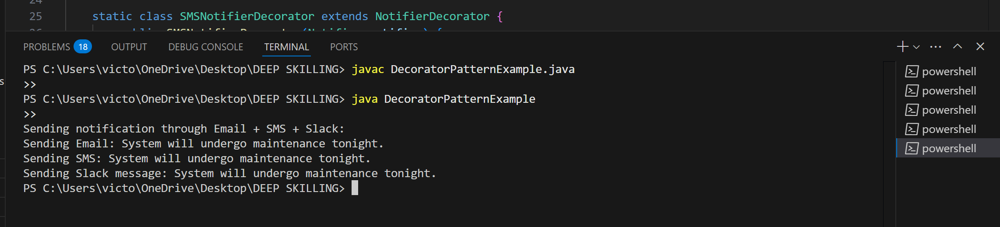 24
25 static class SMSNotifierDecorator extends NotifierDecorator {
PROBLEMS 18 OUTPUT DEBUG CONSOLE TERMINAL PORTS
PS C:\Users\victo\OneDrive\Desktop\DEEP SKILLING> javac DecoratorPatternExample.java
>>
PS C:\Users\victo\OneDrive\Desktop\DEEP SKILLING> java DecoratorPatternExample
>>
Sending notification through Email + SMS + Slack:
Sending Email: System will undergo maintenance tonight.
Sending SMS: System will undergo maintenance tonight.
Sending Slack message: System will undergo maintenance tonight.
PS C:\Users\victo\OneDrive\Desktop\DEEP SKILLING>
powershell
powershell
powershell
powershell
powershell